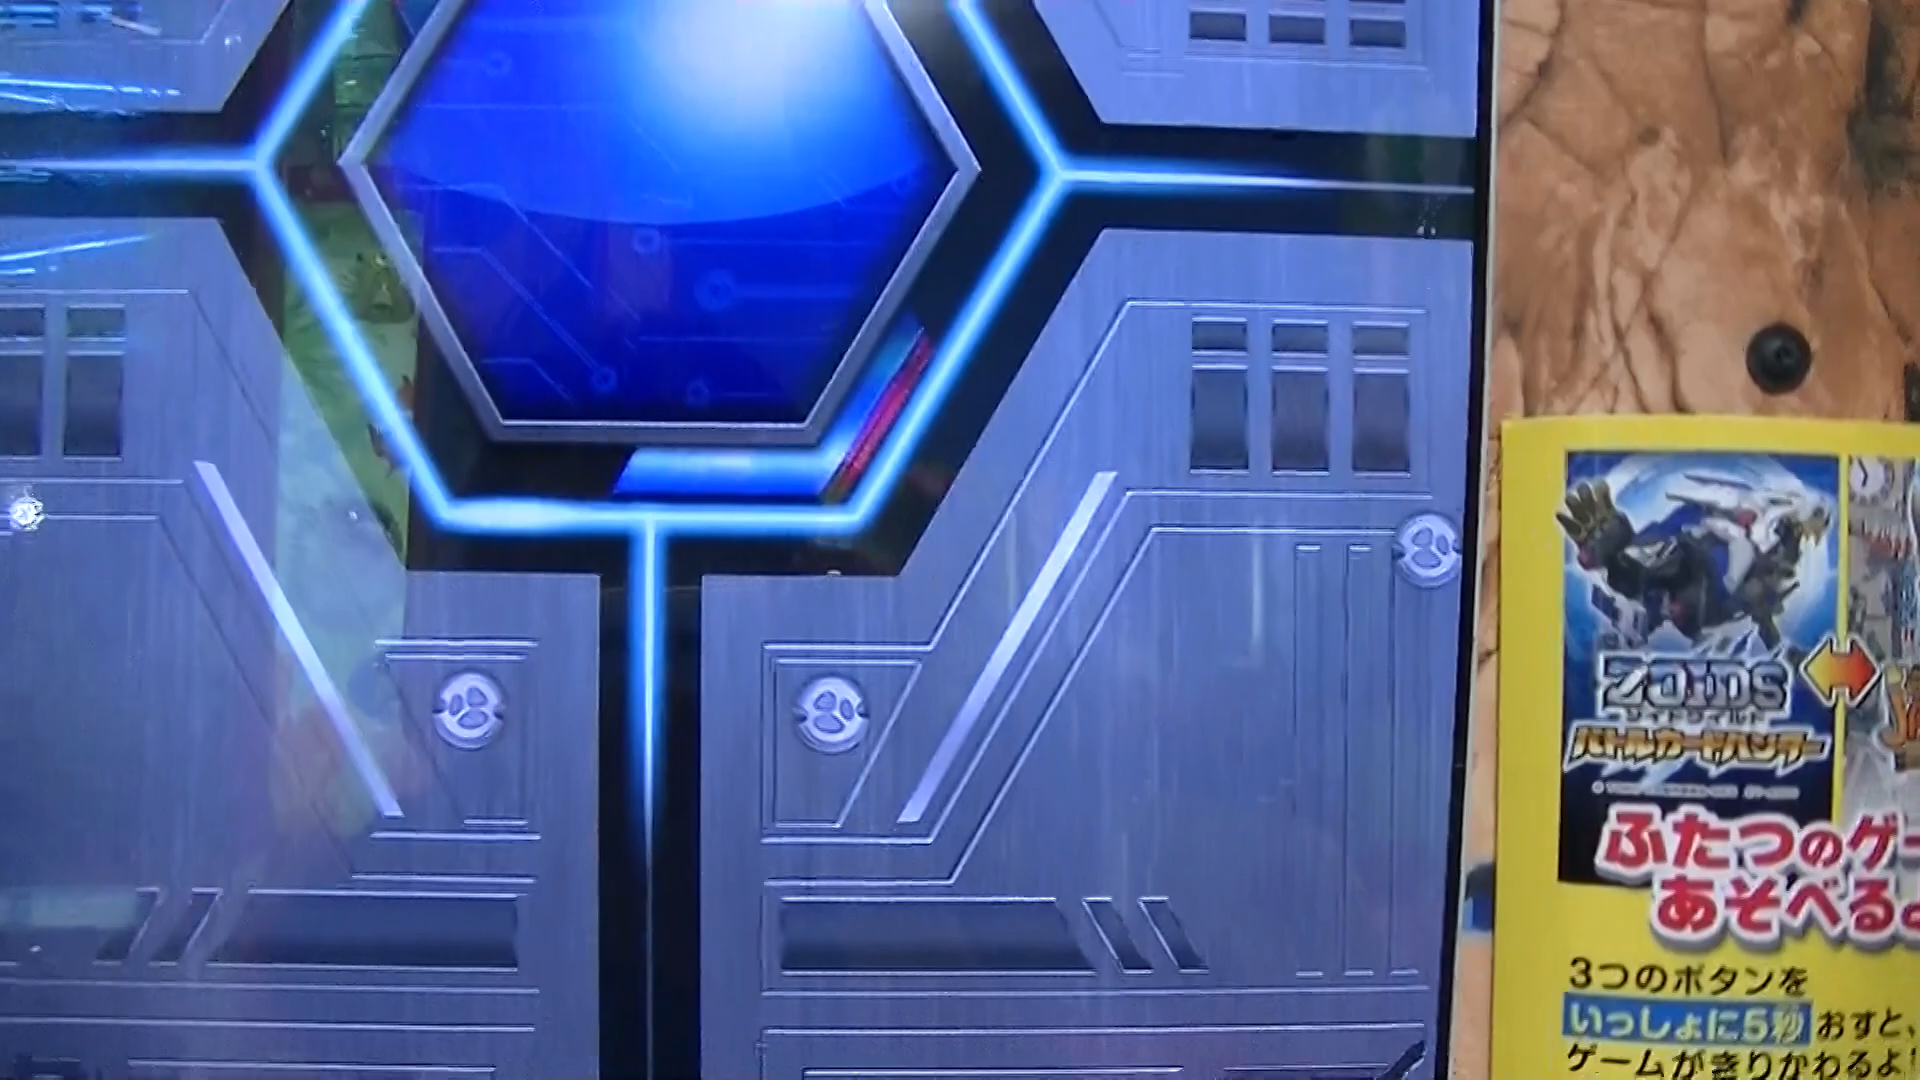 ZOIDS
ゾイドワイルド
バトルカードハンター
ふたつのゲー
あそべるよ
3つのボタンを
いっしょに5秒 おすと、
ゲームがきりかわるよ!